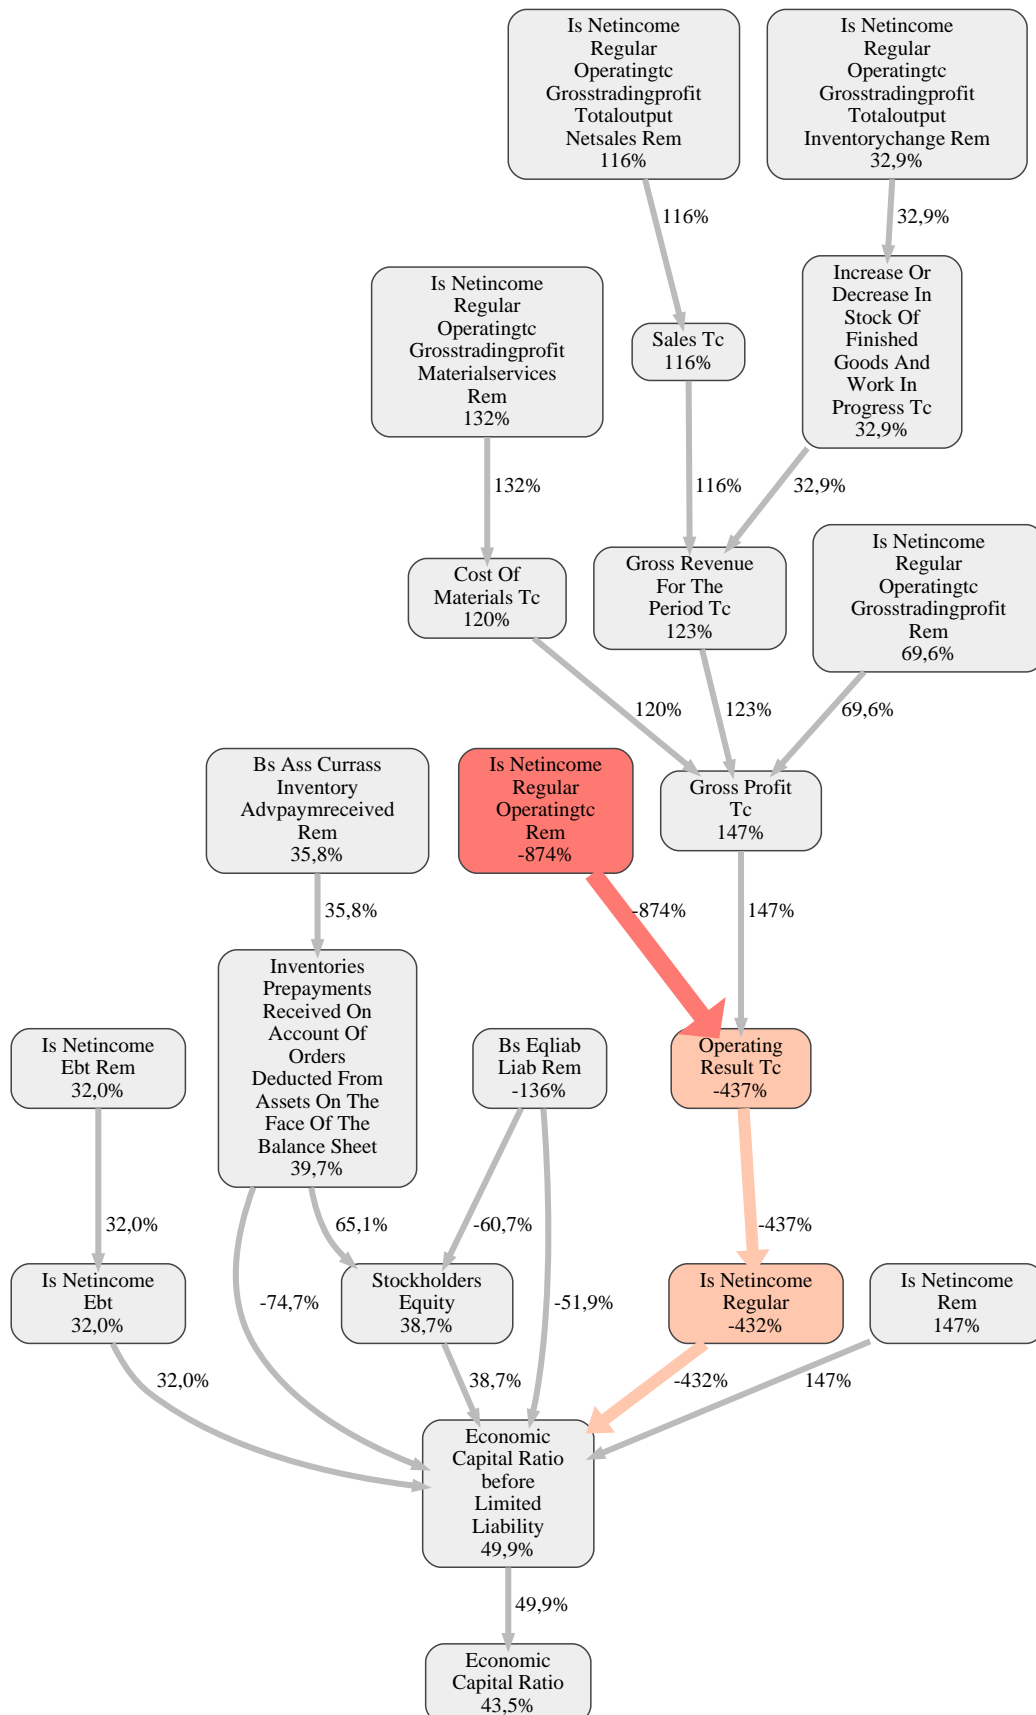 Is Netincome
Regular
Operatingtc
Grosstradingprofit
Totaloutput
Netsales Rem
116%
Is Netincome
Regular
Operatingtc
Grosstradingprofit
Totaloutput
Inventorychange Rem
32,9%
116%
32,9%
Is Netincome
Regular
Operatingtc
Grosstradingprofit
Materialservices
Rem
132%
Sales Tc
116%
Increase Or
Decrease In
Stock Of
Finished
Goods And
Work In
Progress Tc
32,9%
132%
116%
32,9%
Cost Of
Materials Tc
120%
Gross Revenue
For The
Period Tc
123%
Is Netincome
Regular
Operatingtc
Grosstradingprofit
Rem
69,6%
120%
123%
69,6%
Bs Ass Currass
Inventory
Advpaymreceived
Rem
35,8%
Is Netincome
Regular
Operatingtc
Rem
-874%
Gross Profit
Tc
147%
35,8%
-874%
147%
Is Netincome
Ebt Rem
32,0%
Inventories
Prepayments
Received On
Account Of
Orders
Deducted From
Assets On The
Face Of The
Balance Sheet
39,7%
Bs Eqliab
Liab Rem
-136%
Operating
Result Tc
-437%
32,0%
65,1%
-60,7%
-437%
Is Netincome
Ebt
32,0%
-74,7%
Stockholders
Equity
38,7%
-51,9%
Is Netincome
Regular
-432%
Is Netincome
Rem
147%
32,0%
38,7%
-432%
147%
Economic
Capital Ratio
before
Limited
Liability
49,9%
49,9%
Economic
Capital Ratio
43,5%